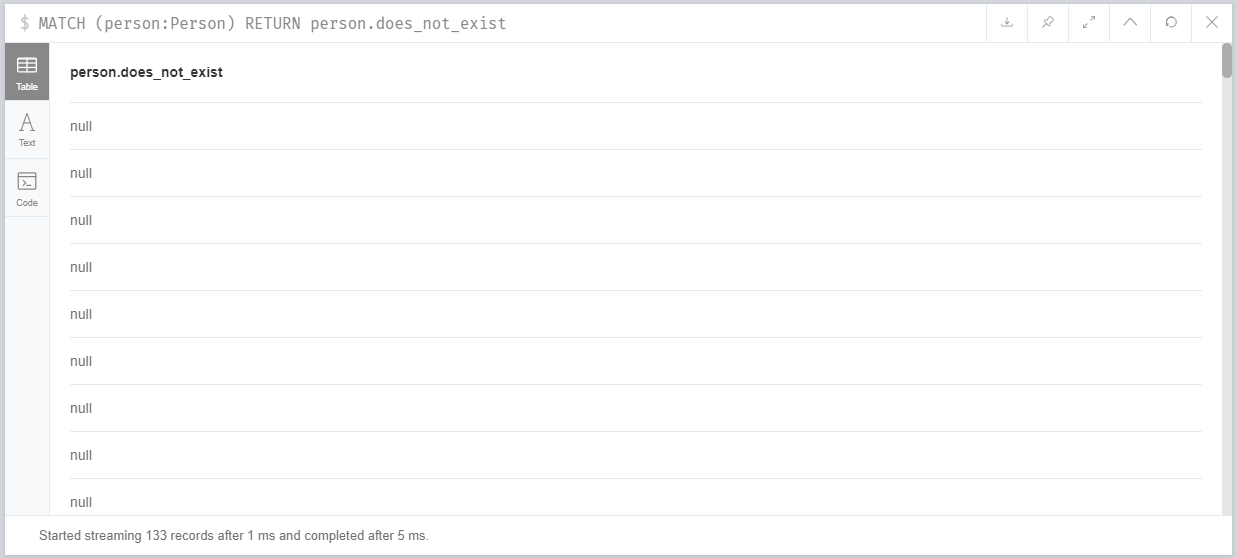 $ MATCH (person:Person) RETURN person.does_not_exist
Table
Text
Code
person.does_not_exist
null
null
null
null
null
null
null
null
null
Started streaming 133 records after 1 ms and completed after 5 ms.